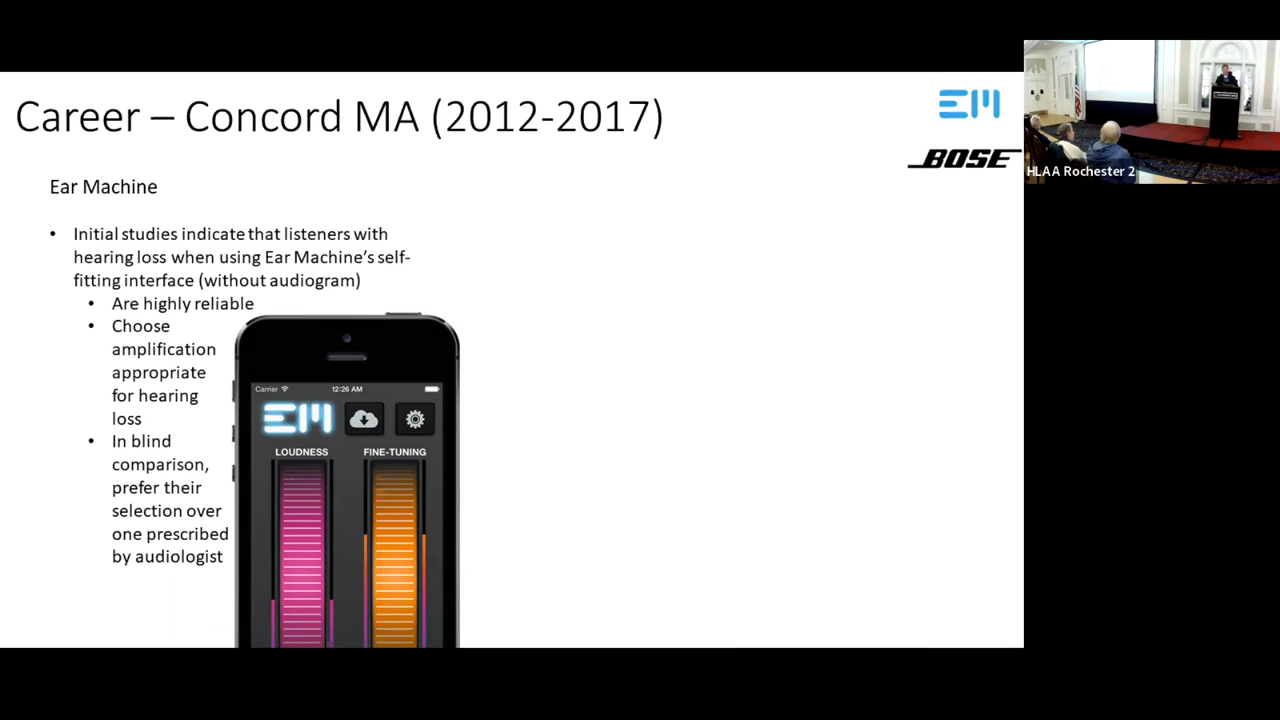 Career – Concord MA (2012-2017)
EM
BOSE
HLAA Rochester 2
Ear Machine
• Initial studies indicate that listeners with
hearing loss when using Ear Machine's self-
fitting interface (without audiogram)
• Are highly reliable
• Choose
amplification
appropriate
for hearing
loss
• In blind
comparison,
prefer their
selection over
one prescribed
by audiologist
Carrier 12:26 AM
EM
LOUDNESS FINE-TUNING